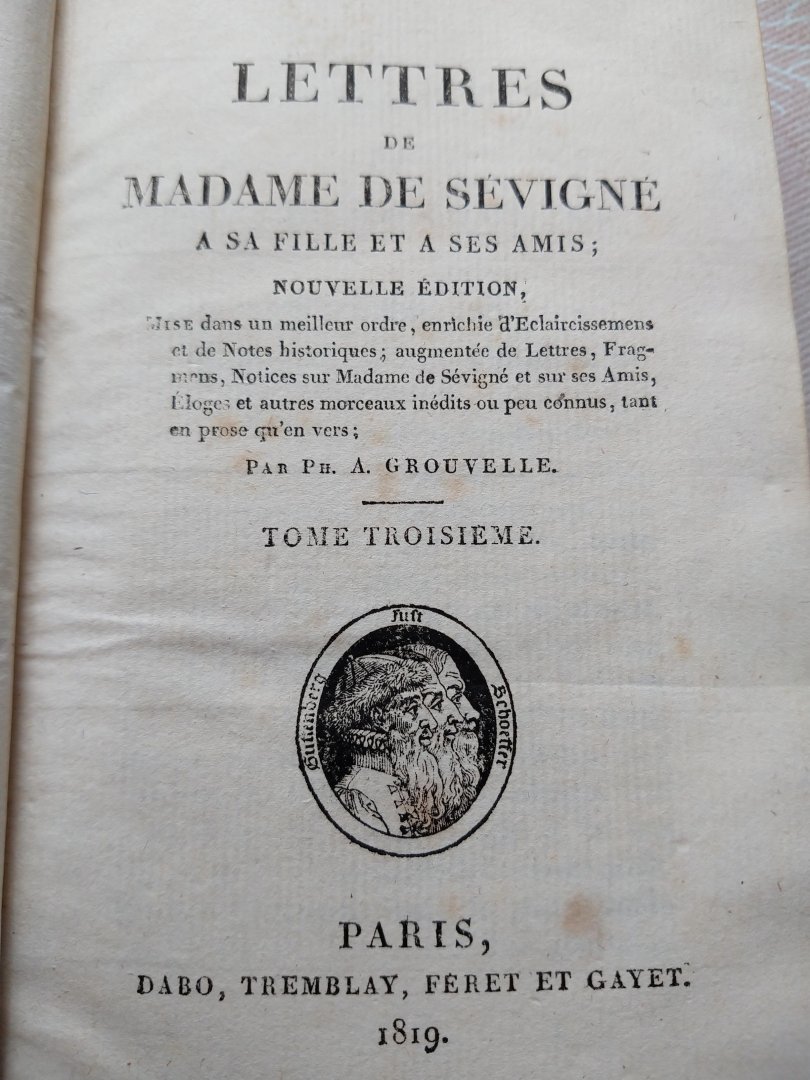 LETTRES
DE
MADAME DE SÉVIGNÉ
A SA FILLE ET A SES AMIS;
NOUVELLE ÉDITION,
MISE dans un meilleur ordre, enrichie d'Eclaircissemens
et de Notes historiques; augmentée de Lettres, Frag-
mens, Notices sur Madame de Sévigné et sur ses Amis,
Éloges et autres morceaux inédits ou peu connus, tant
en prose qu'en vers;
PAR PH. A. GROUVELLE.
TOME TROISIEME.
Fust
Guttenberg
Schoeffer
PARIS,
DABO, TREMBLAY, FÉRET ET GAYET.
1819.